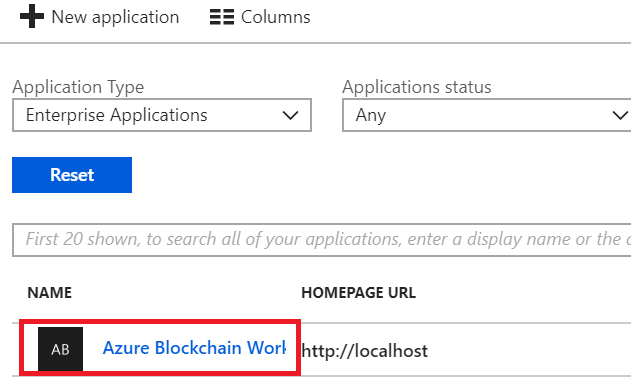 New application Columns
Application Type Applications status
Enterprise Applications Any
Reset
First 20 shown, to search all of your applications, enter a display name or the
NAME HOMEPAGE URL
AB Azure Blockchain Work http://localhost